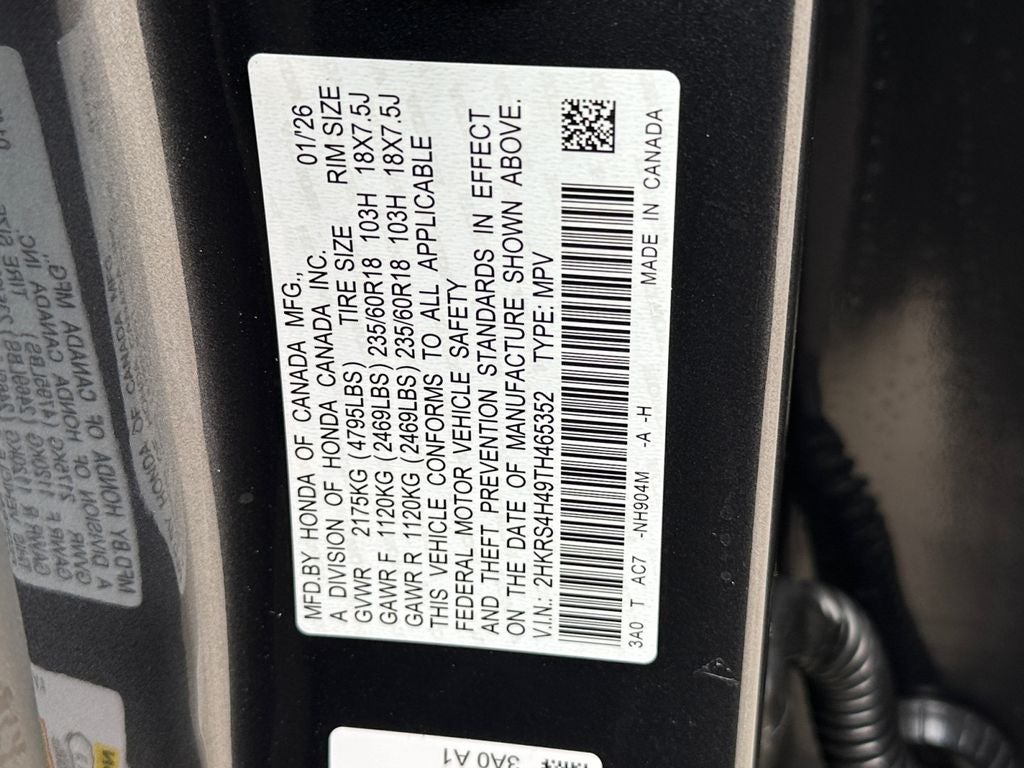 MFD.BY HONDA OF CANADA MFG., 01/'26
A DIVISION OF HONDA CANADA INC.
TIRE SIZE RIM SIZE
GVWR 2175KG (4795LBS)
GAWR F 1120KG (2469LBS) 235/60R18 103H 18X7.5J
GAWR R 1120KG (2469LBS) 235/60R18 103H 18X7.5J
THIS VEHICLE CONFORMS TO ALL APPLICABLE
FEDERAL MOTOR VEHICLE SAFETY
AND THEFT PREVENTION STANDARDS IN EFFECT
ON THE DATE OF MANUFACTURE SHOWN ABOVE.
V.I.N.: 2HKRS4H49TH465352 TYPE: MPV
3A0 T AC7 -NH904M -A -H MADE IN CANADA
3A0 A1